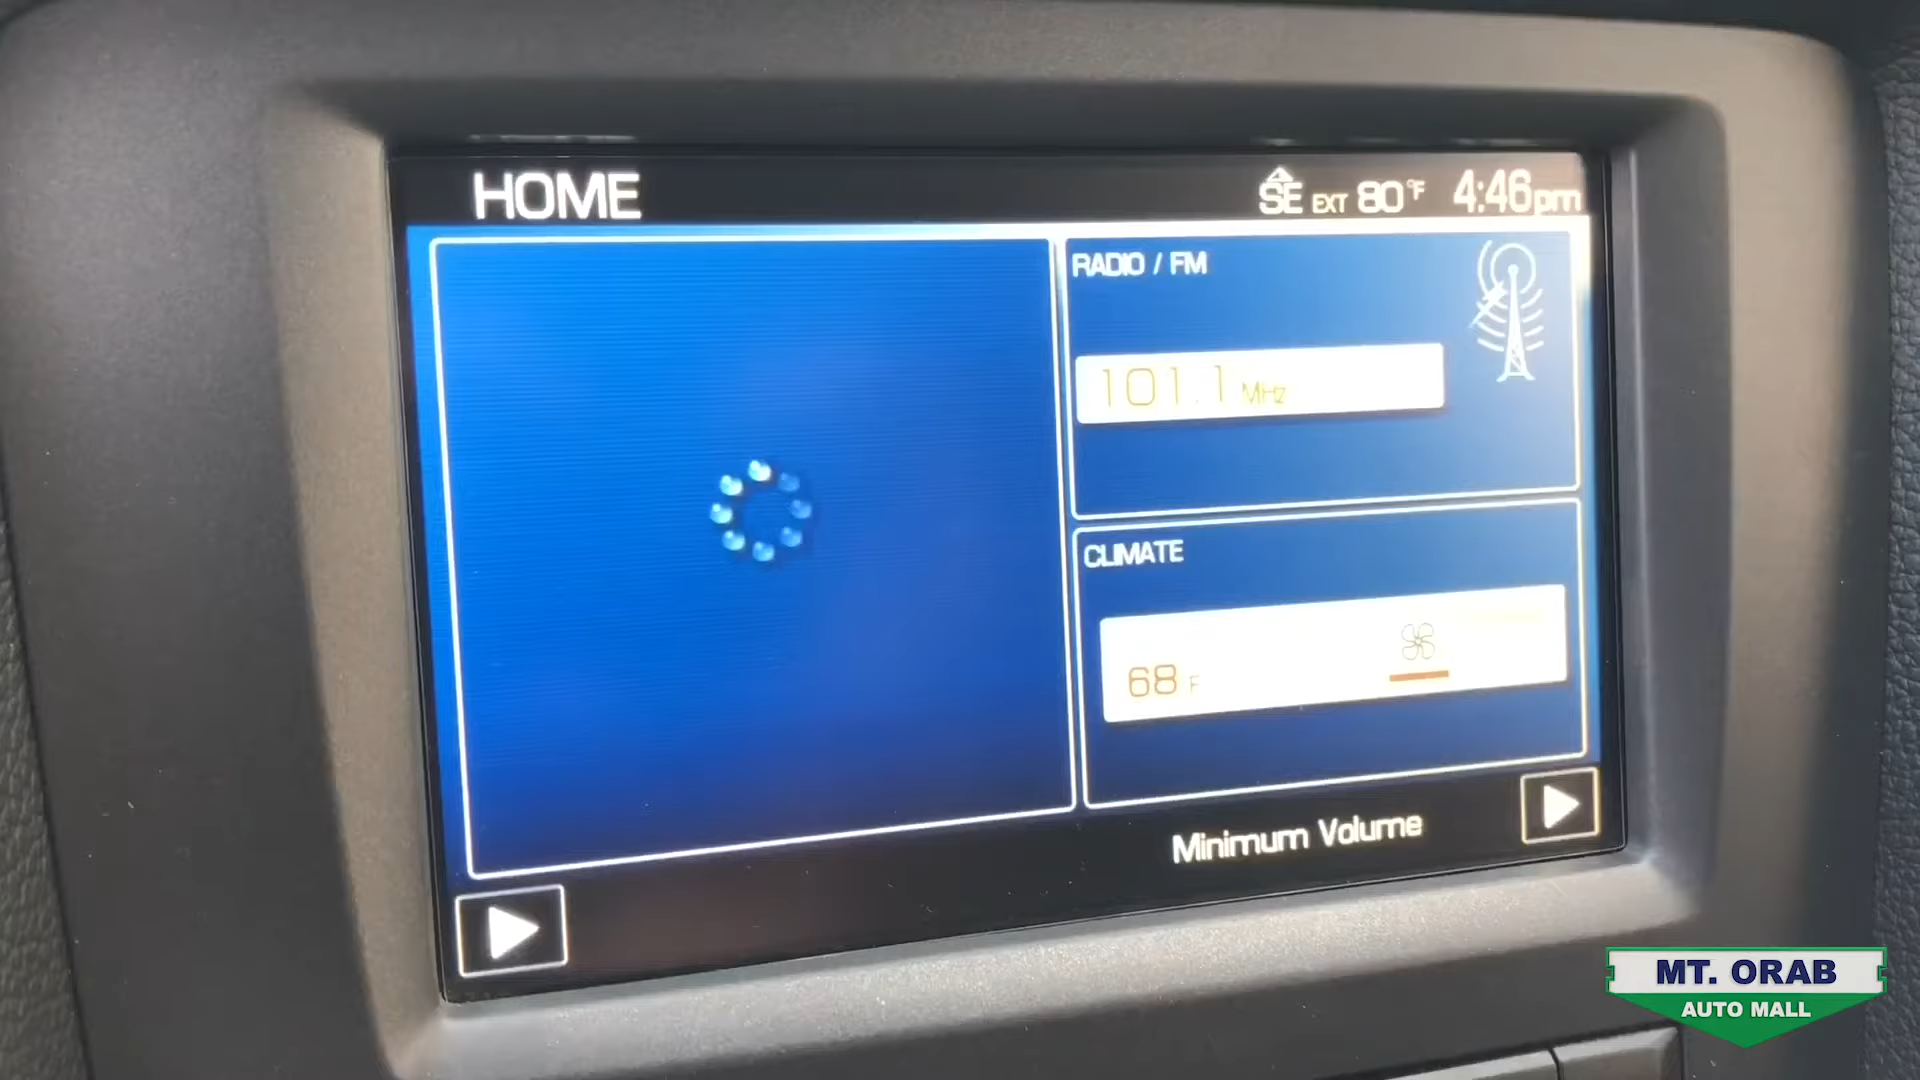 HOME
SE EXT 80°F 4:46pm
RADIO / FM
101.1 MHz
CLIMATE
68 F
Minimum Volume
MT. ORAB
AUTO MALL